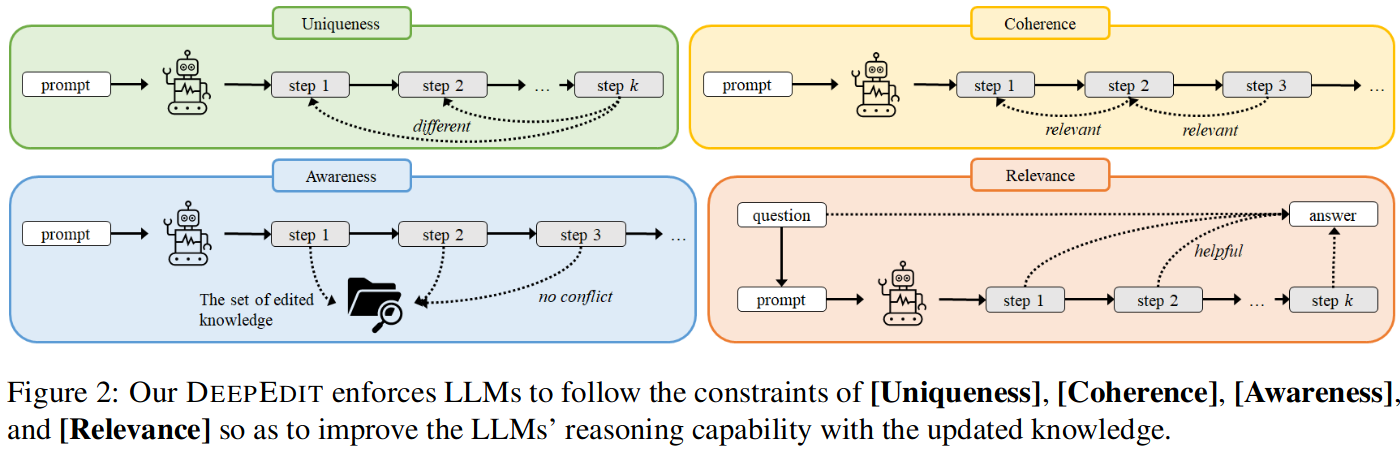 Uniqueness
prompt
step 1
step 2
...
step k
different
Coherence
prompt
step 1
step 2
step 3
...
relevant
relevant
Awareness
prompt
step 1
step 2
step 3
...
The set of edited
knowledge
no conflict
Relevance
question
answer
helpful
prompt
step 1
step 2
...
step k
Figure 2: Our DEEPEDIT enforces LLMs to follow the constraints of [Uniqueness], [Coherence], [Awareness],
and [Relevance] so as to improve the LLMs’ reasoning capability with the updated knowledge.